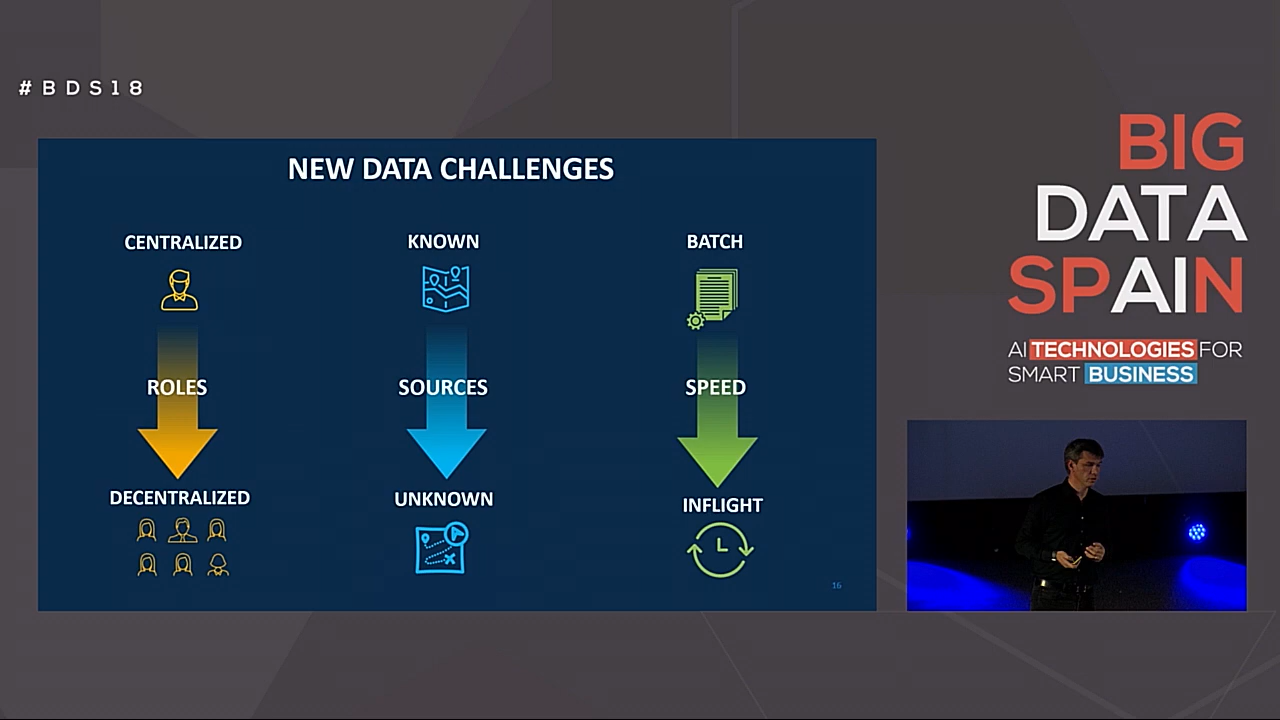 #BDS18
NEW DATA CHALLENGES
CENTRALIZED
KNOWN
BATCH
ROLES
SOURCES
SPEED
DECENTRALIZED
UNKNOWN
INFLIGHT
16
BIG
DATA
SPAIN
AI TECHNOLOGIES FOR
SMART BUSINESS